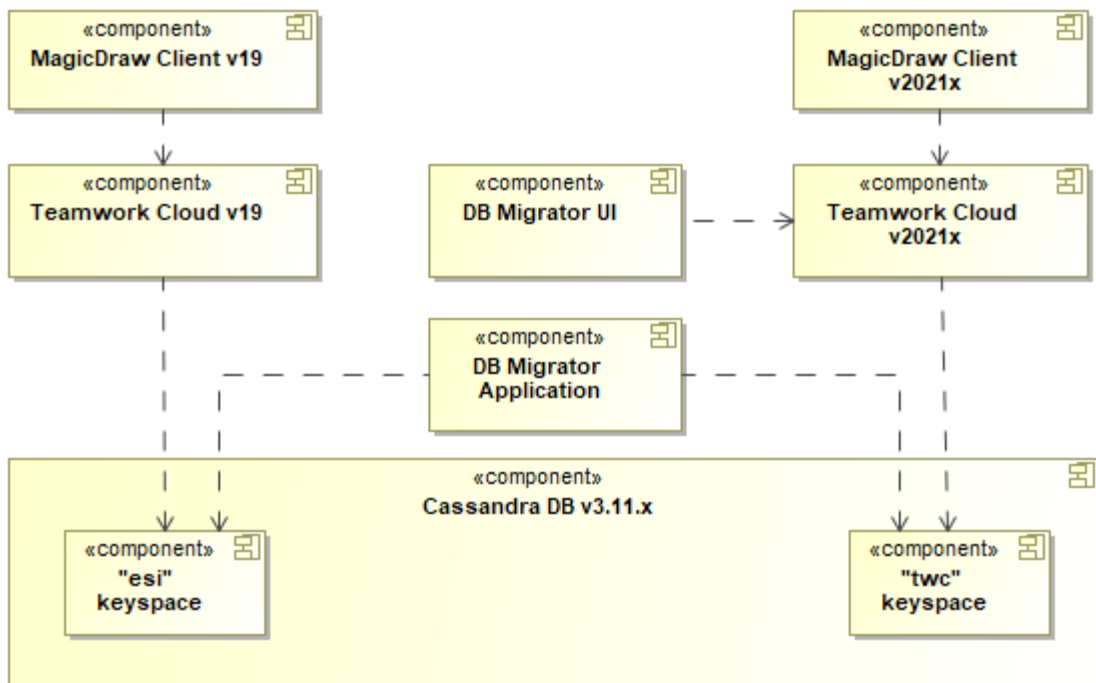 «component»
MagicDraw Client v19
«component»
MagicDraw Client
v2021x
«component»
Teamwork Cloud v19
«component»
DB Migrator UI
«component»
Teamwork Cloud
v2021x
«component»
DB Migrator
Application
«component»
Cassandra DB v3.11.x
«component»
"esi"
keyspace
«component»
"twc"
keyspace